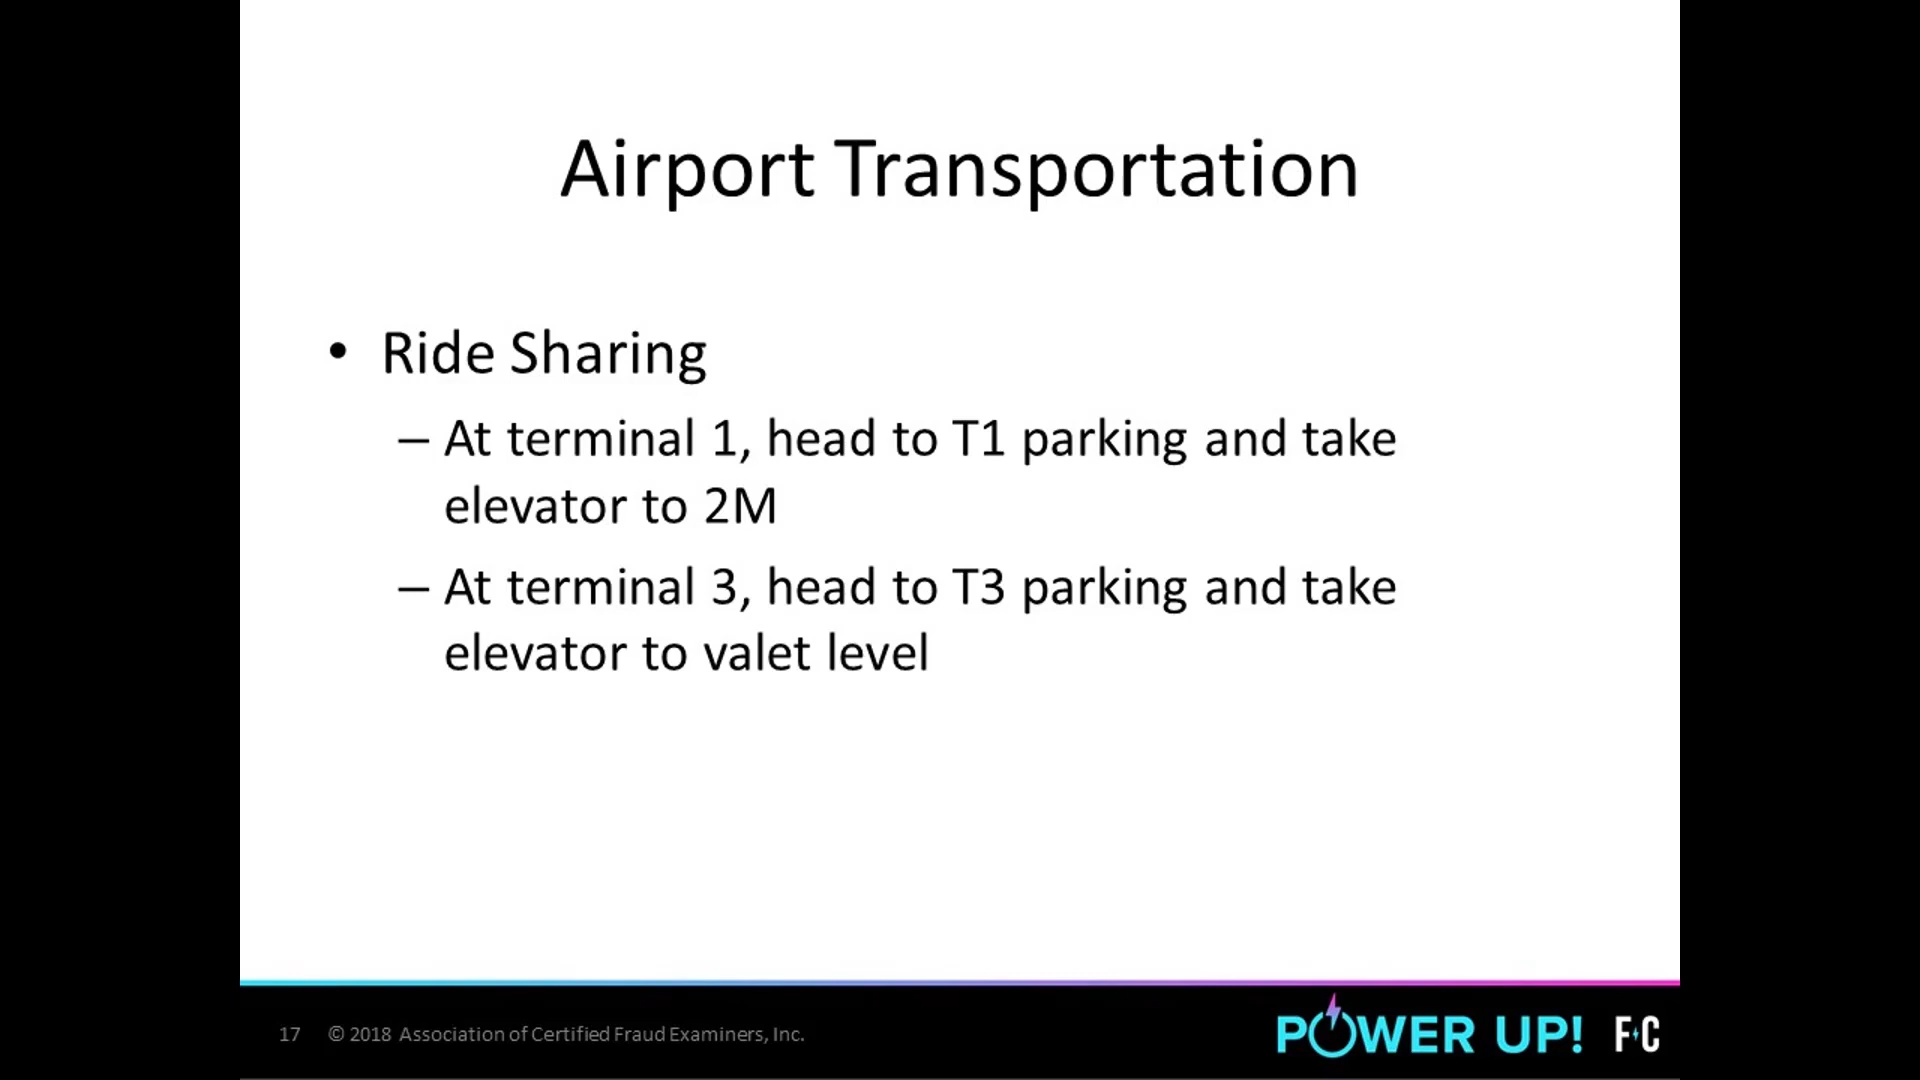 Airport Transportation
• Ride Sharing
– At terminal 1, head to T1 parking and take
elevator to 2M
– At terminal 3, head to T3 parking and take
elevator to valet level
17 © 2018 Association of Certified Fraud Examiners, Inc.
POWER UP! F+C